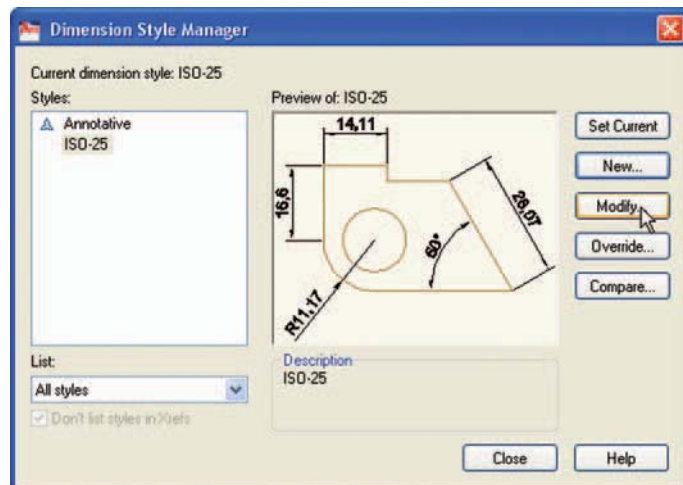 Dimension Style Manager
Current dimension style: ISO-25
Styles:
Annotative
ISO-25
Preview of: ISO-25
14,11
16,6
28,07
60°
R11,17
Set Current
New...
Modify...
Override...
Compare...
List:
All styles
Don't list styles in Xrefs
Description
ISO-25
Close
Help